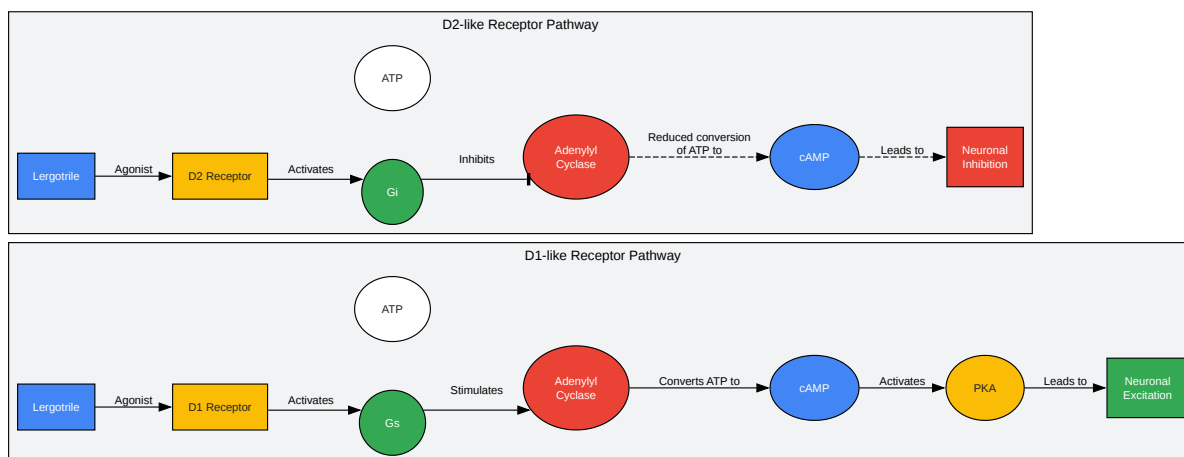 D2-like Receptor Pathway
ATP
Lergotrile
Agonist
D2 Receptor
Activates
Gi
Inhibits
Adenylyl
Cyclase
Reduced conversion
of ATP to
cAMP
Leads to
Neuronal
Inhibition
D1-like Receptor Pathway
ATP
Lergotrile
Agonist
D1 Receptor
Activates
Gs
Stimulates
Adenylyl
Cyclase
Converts ATP to
cAMP
Activates
PKA
Leads to
Neuronal
Excitation